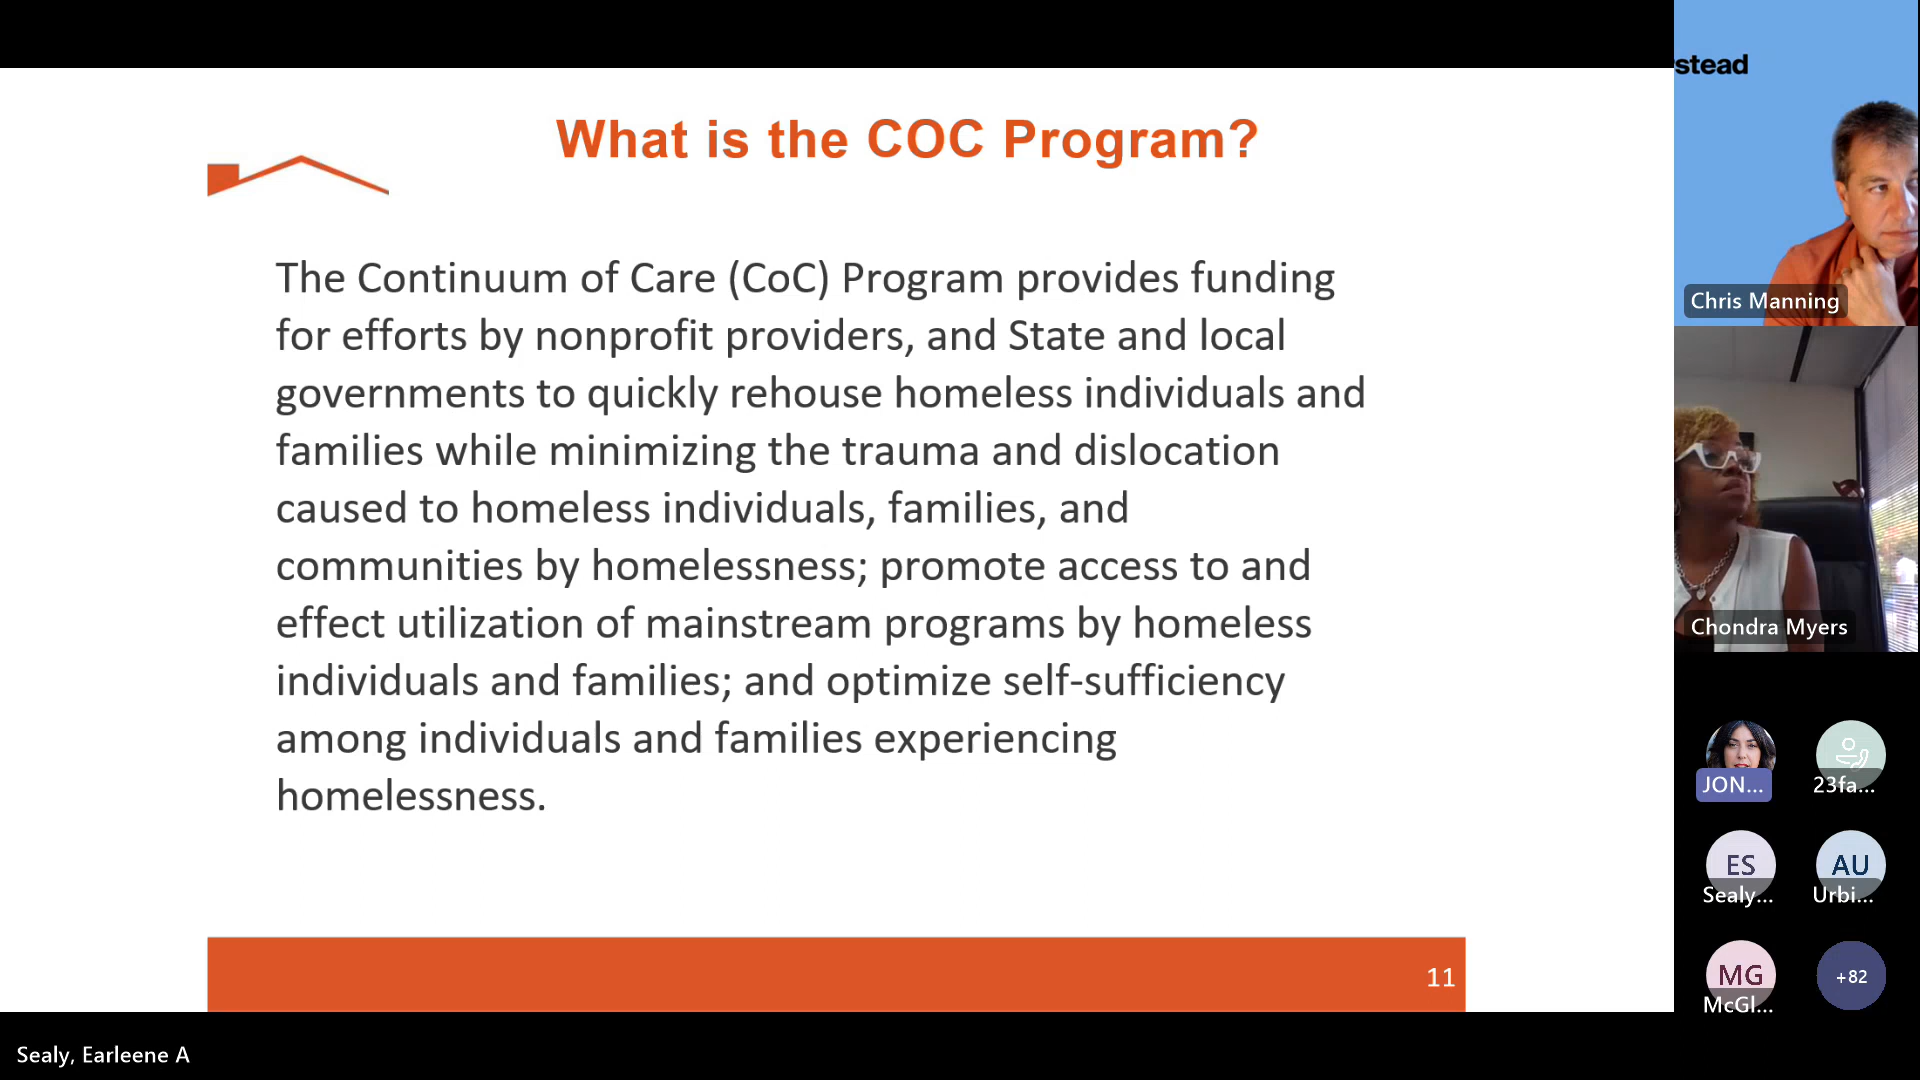 What is the COC Program?
The Continuum of Care (CoC) Program provides funding
for efforts by nonprofit providers, and State and local
governments to quickly rehouse homeless individuals and
families while minimizing the trauma and dislocation
caused to homeless individuals, families, and
communities by homelessness; promote access to and
effect utilization of mainstream programs by homeless
individuals and families; and optimize self-sufficiency
among individuals and families experiencing
homelessness.
11
stead
Chris Manning
Chondra Myers
JON...
23fa...
ES
Sealy...
AU
Urbi...
MG
McGl...
+82
Sealy, Earleene A